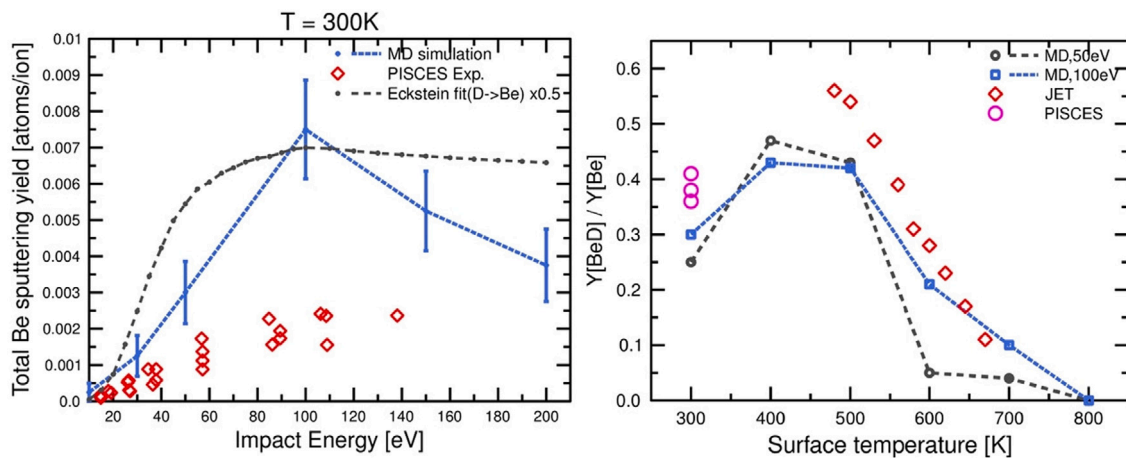 T = 300K
Total Be sputtering yield [atoms/ion]
0.01
0.009
0.008
0.007
0.006
0.005
0.004
0.003
0.002
0.001
0.0
MD simulation
PISCES Exp.
Eckstein fit(D->Be) x0.5
20 40 60 80 100 120 140 160 180 200
Impact Energy [eV]
Y[BeD] / Y[Be]
0.6
0.5
0.4
0.3
0.2
0.1
0.0
MD,50eV
MD,100eV
JET
PISCES
300 400 500 600 700 800
Surface temperature [K]